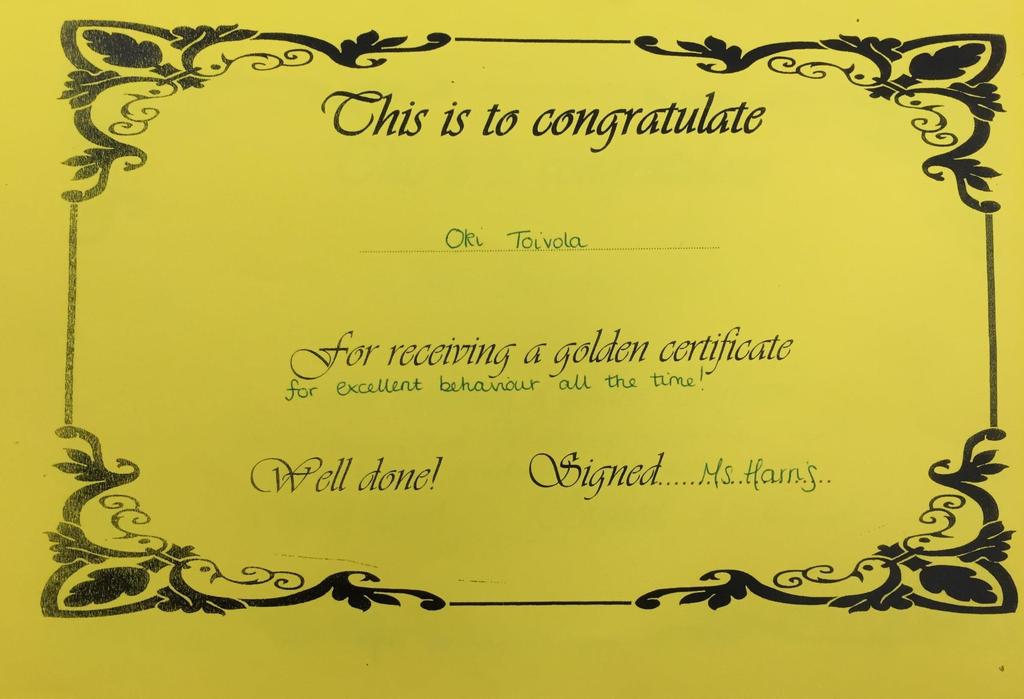 This is to congratulate
Oki Toivola
For receiving a golden certificate
for excellent behaviour all the time!
Well done! Signed.....Ms. Harris..